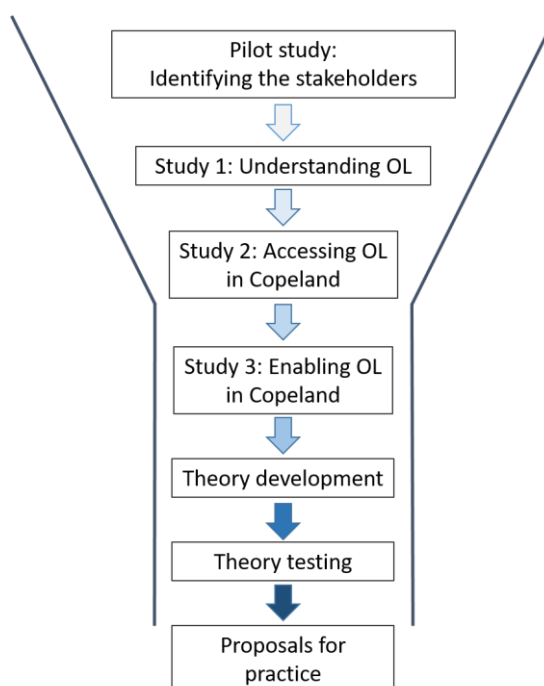 Pilot study:
Identifying the stakeholders
Study 1: Understanding OL
Study 2: Accessing OL
in Copeland
Study 3: Enabling OL
in Copeland
Theory development
Theory testing
Proposals for
practice